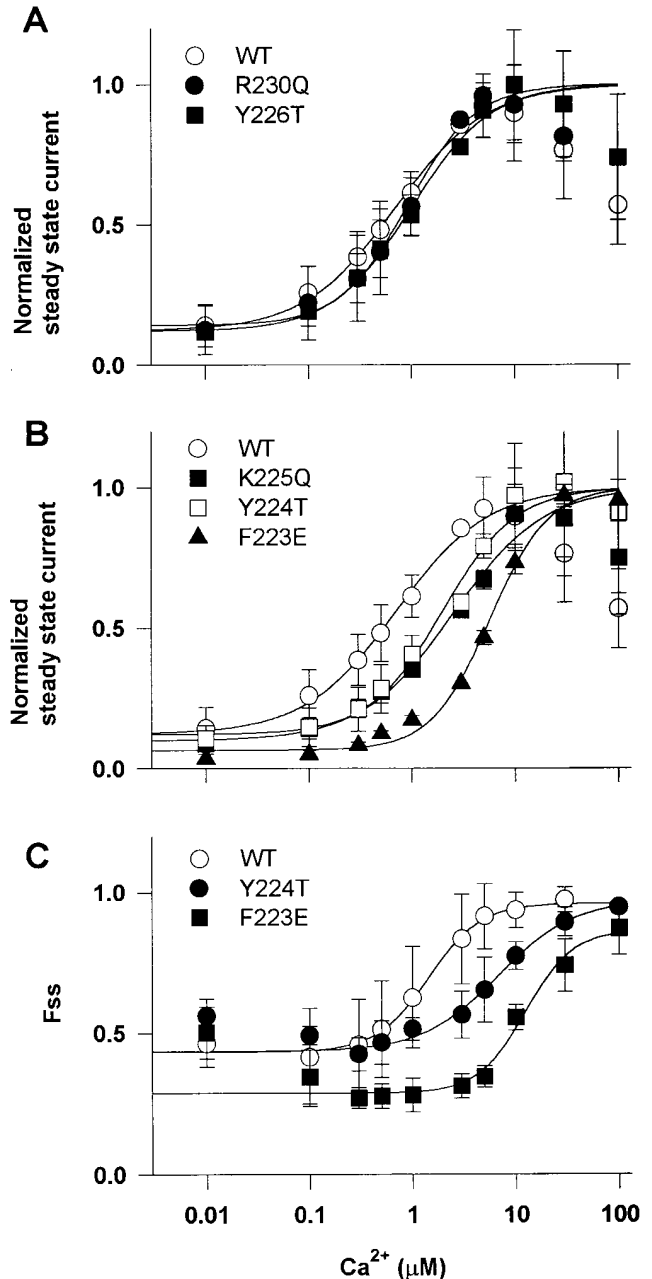 A
WT
R230Q
Y226T
Normalized
steady state current
1.0
0.5
0.0
B
WT
K225Q
Y224T
F223E
Normalized
steady state current
1.0
0.5
0.0
C
WT
Y224T
F223E
Fss
1.0
0.5
0.0
0.01 0.1 1 10 100
Ca²⁺ (μM)